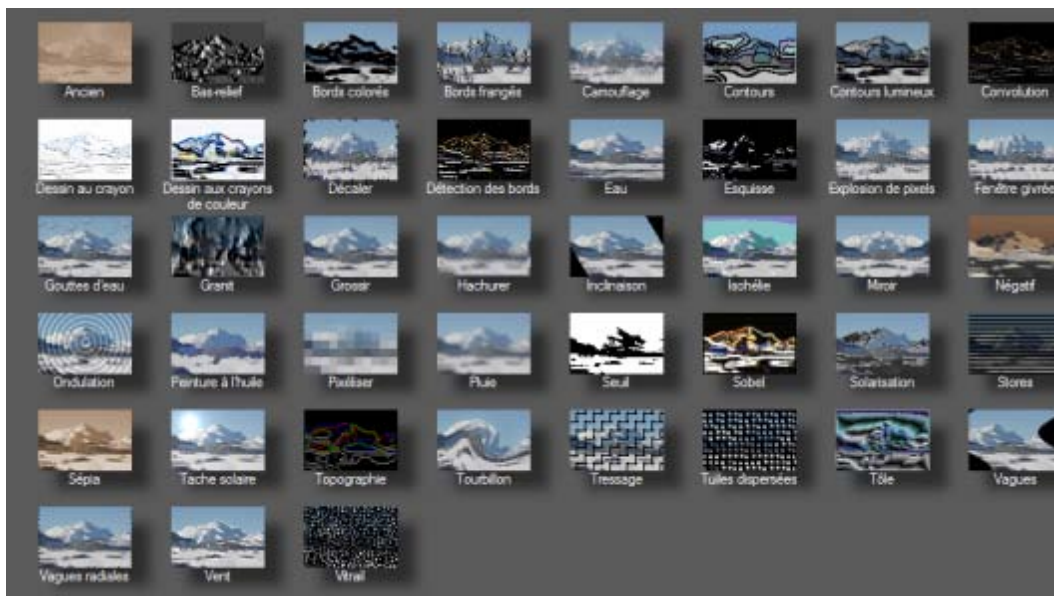 Ancien
Bas-relief
Bords colorés
Bords frangés
Camouflage
Contours
Contours lumineux
Convolution
Dessin au crayon
Dessin aux crayons
de couleur
Décaler
Détection des bords
Eau
Esquisse
Explosion de pixels
Fenêtre givrée
Gouttes d'eau
Granit
Grossir
Hachurer
Inclinaison
Isohélie
Miroir
Négatif
Ondulation
Peinture à l'huile
Pixéliser
Pluie
Seuil
Sobel
Solarisation
Stores
Sépia
Tache solaire
Topographie
Tourbillon
Tressage
Tuiles dispersées
Tôle
Vagues
Vagues radiales
Vent
Vitrail